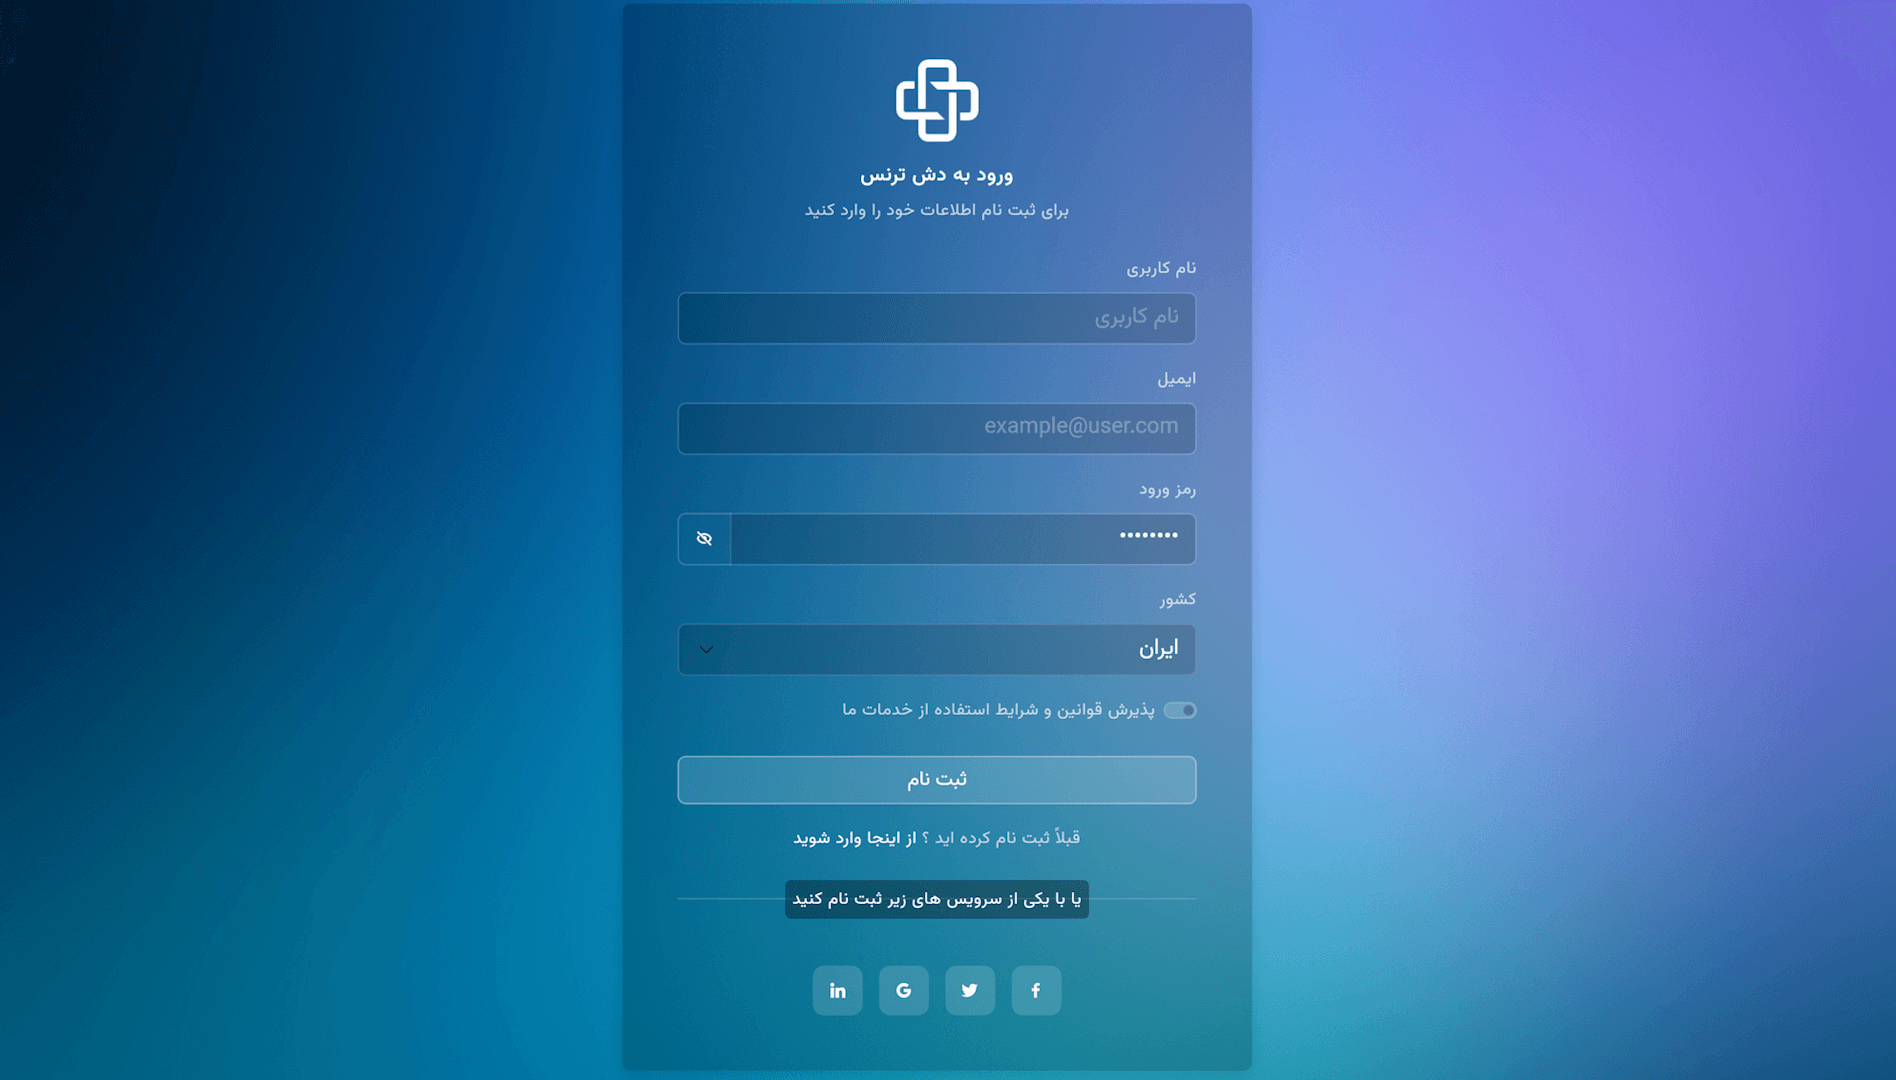 ورود به دش ترنس
برای ثبت نام اطلاعات خود را وارد کنید
نام کاربری
نام کاربری
ایمیل
example@user.com
رمز ورود
••••••••
کشور
ایران
پذیرش قوانین و شرایط استفاده از خدمات ما
ثبت نام
قبلاً ثبت نام کرده اید ؟ از اینجا وارد شوید
یا با یکی از سرویس های زیر ثبت نام کنید